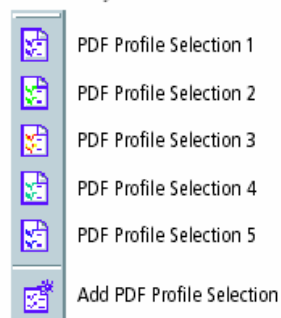 PDF Profile Selection 1
PDF Profile Selection 2
PDF Profile Selection 3
PDF Profile Selection 4
PDF Profile Selection 5
Add PDF Profile Selection